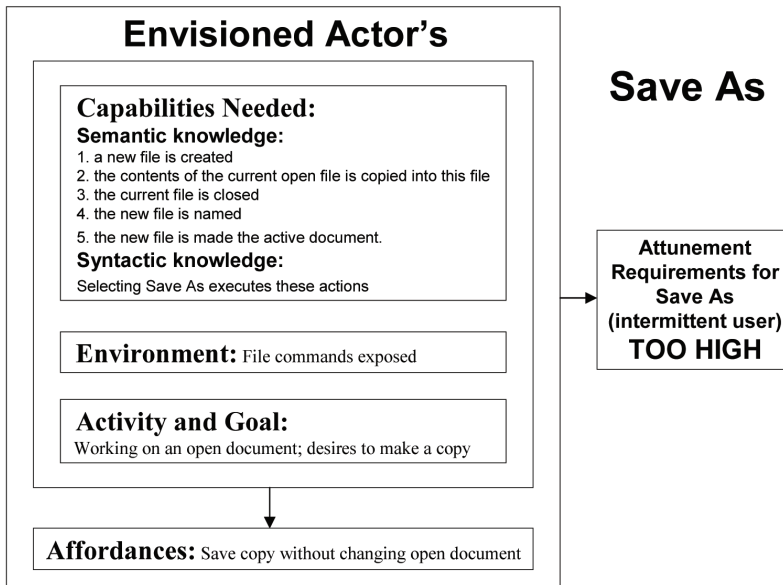 Envisioned Actor's
Save As
Capabilities Needed:
Semantic knowledge:
1. a new file is created
2. the contents of the current open file is copied into this file
3. the current file is closed
4. the new file is named
5. the new file is made the active document.
Syntactic knowledge:
Selecting Save As executes these actions
Environment: File commands exposed
Activity and Goal:
Working on an open document; desires to make a copy
Affordances: Save copy without changing open document
Attunement
Requirements for
Save As
(intermittent user)
TOO HIGH